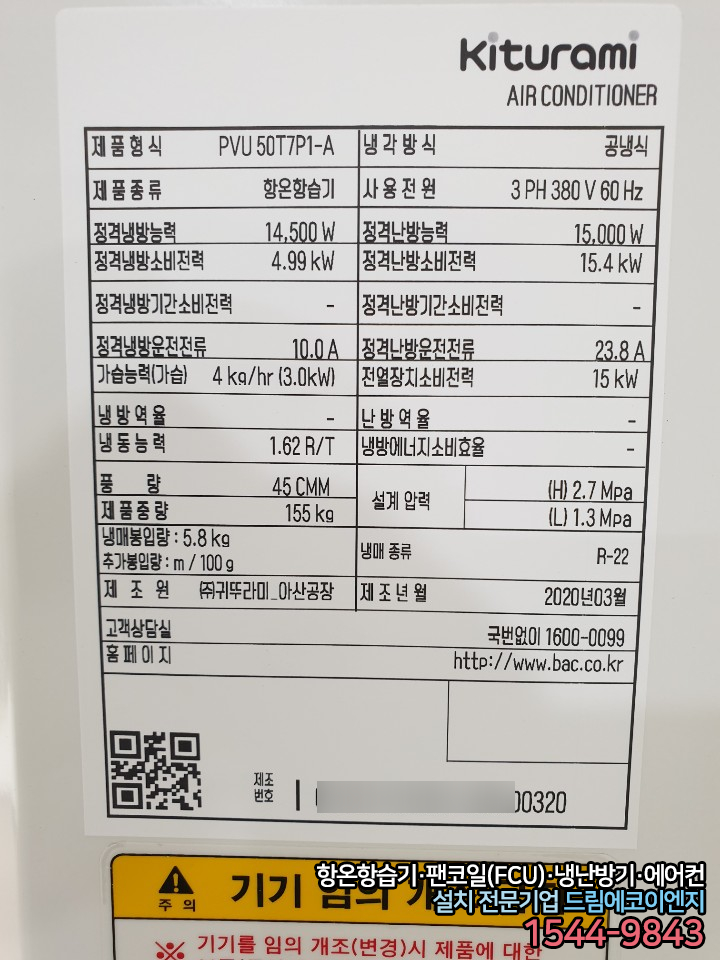 Kiturami
AIR CONDITIONER
제품형식 PVU 50T7P1-A 냉각방식 공냉식
제품종류 항온항습기 사용전원 3 PH 380 V 60 Hz
정격냉방능력 14,500 W 정격난방능력 15,000 W
정격냉방소비전력 4.99 kW 정격난방소비전력 15.4 kW
정격냉방기간소비전력 - 정격난방기간소비전력 -
정격냉방운전전류 10.0 A 정격난방운전전류 23.8 A
가습능력(가습) 4 kg/hr (3.0kW) 전열장치소비전력 15 kW
냉방역율 - 난방역율 -
냉동능력 1.62 R/T 냉방에너지소비효율 -
풍 량 45 CMM 설계 압력 (H) 2.7 Mpa
제품중량 155 kg (L) 1.3 Mpa
냉매봉입량 : 5.8 kg 냉매 종류 R-22
추가봉입량 : m / 100 g
제 조 원 ㈜귀뚜라미_아산공장 제조년월 2020년03월
고객상담실 국번없이 1600-0099
홈페이지 http://www.bac.co.kr
제조
번호
00320
주 의
기기 임의 개
기기를 임의 개조(변경)시 제품에 대한
항온항습기·팬코일(FCU)·냉난방기·에어컨
설치 전문기업 드림에코이엔지
1544-9843